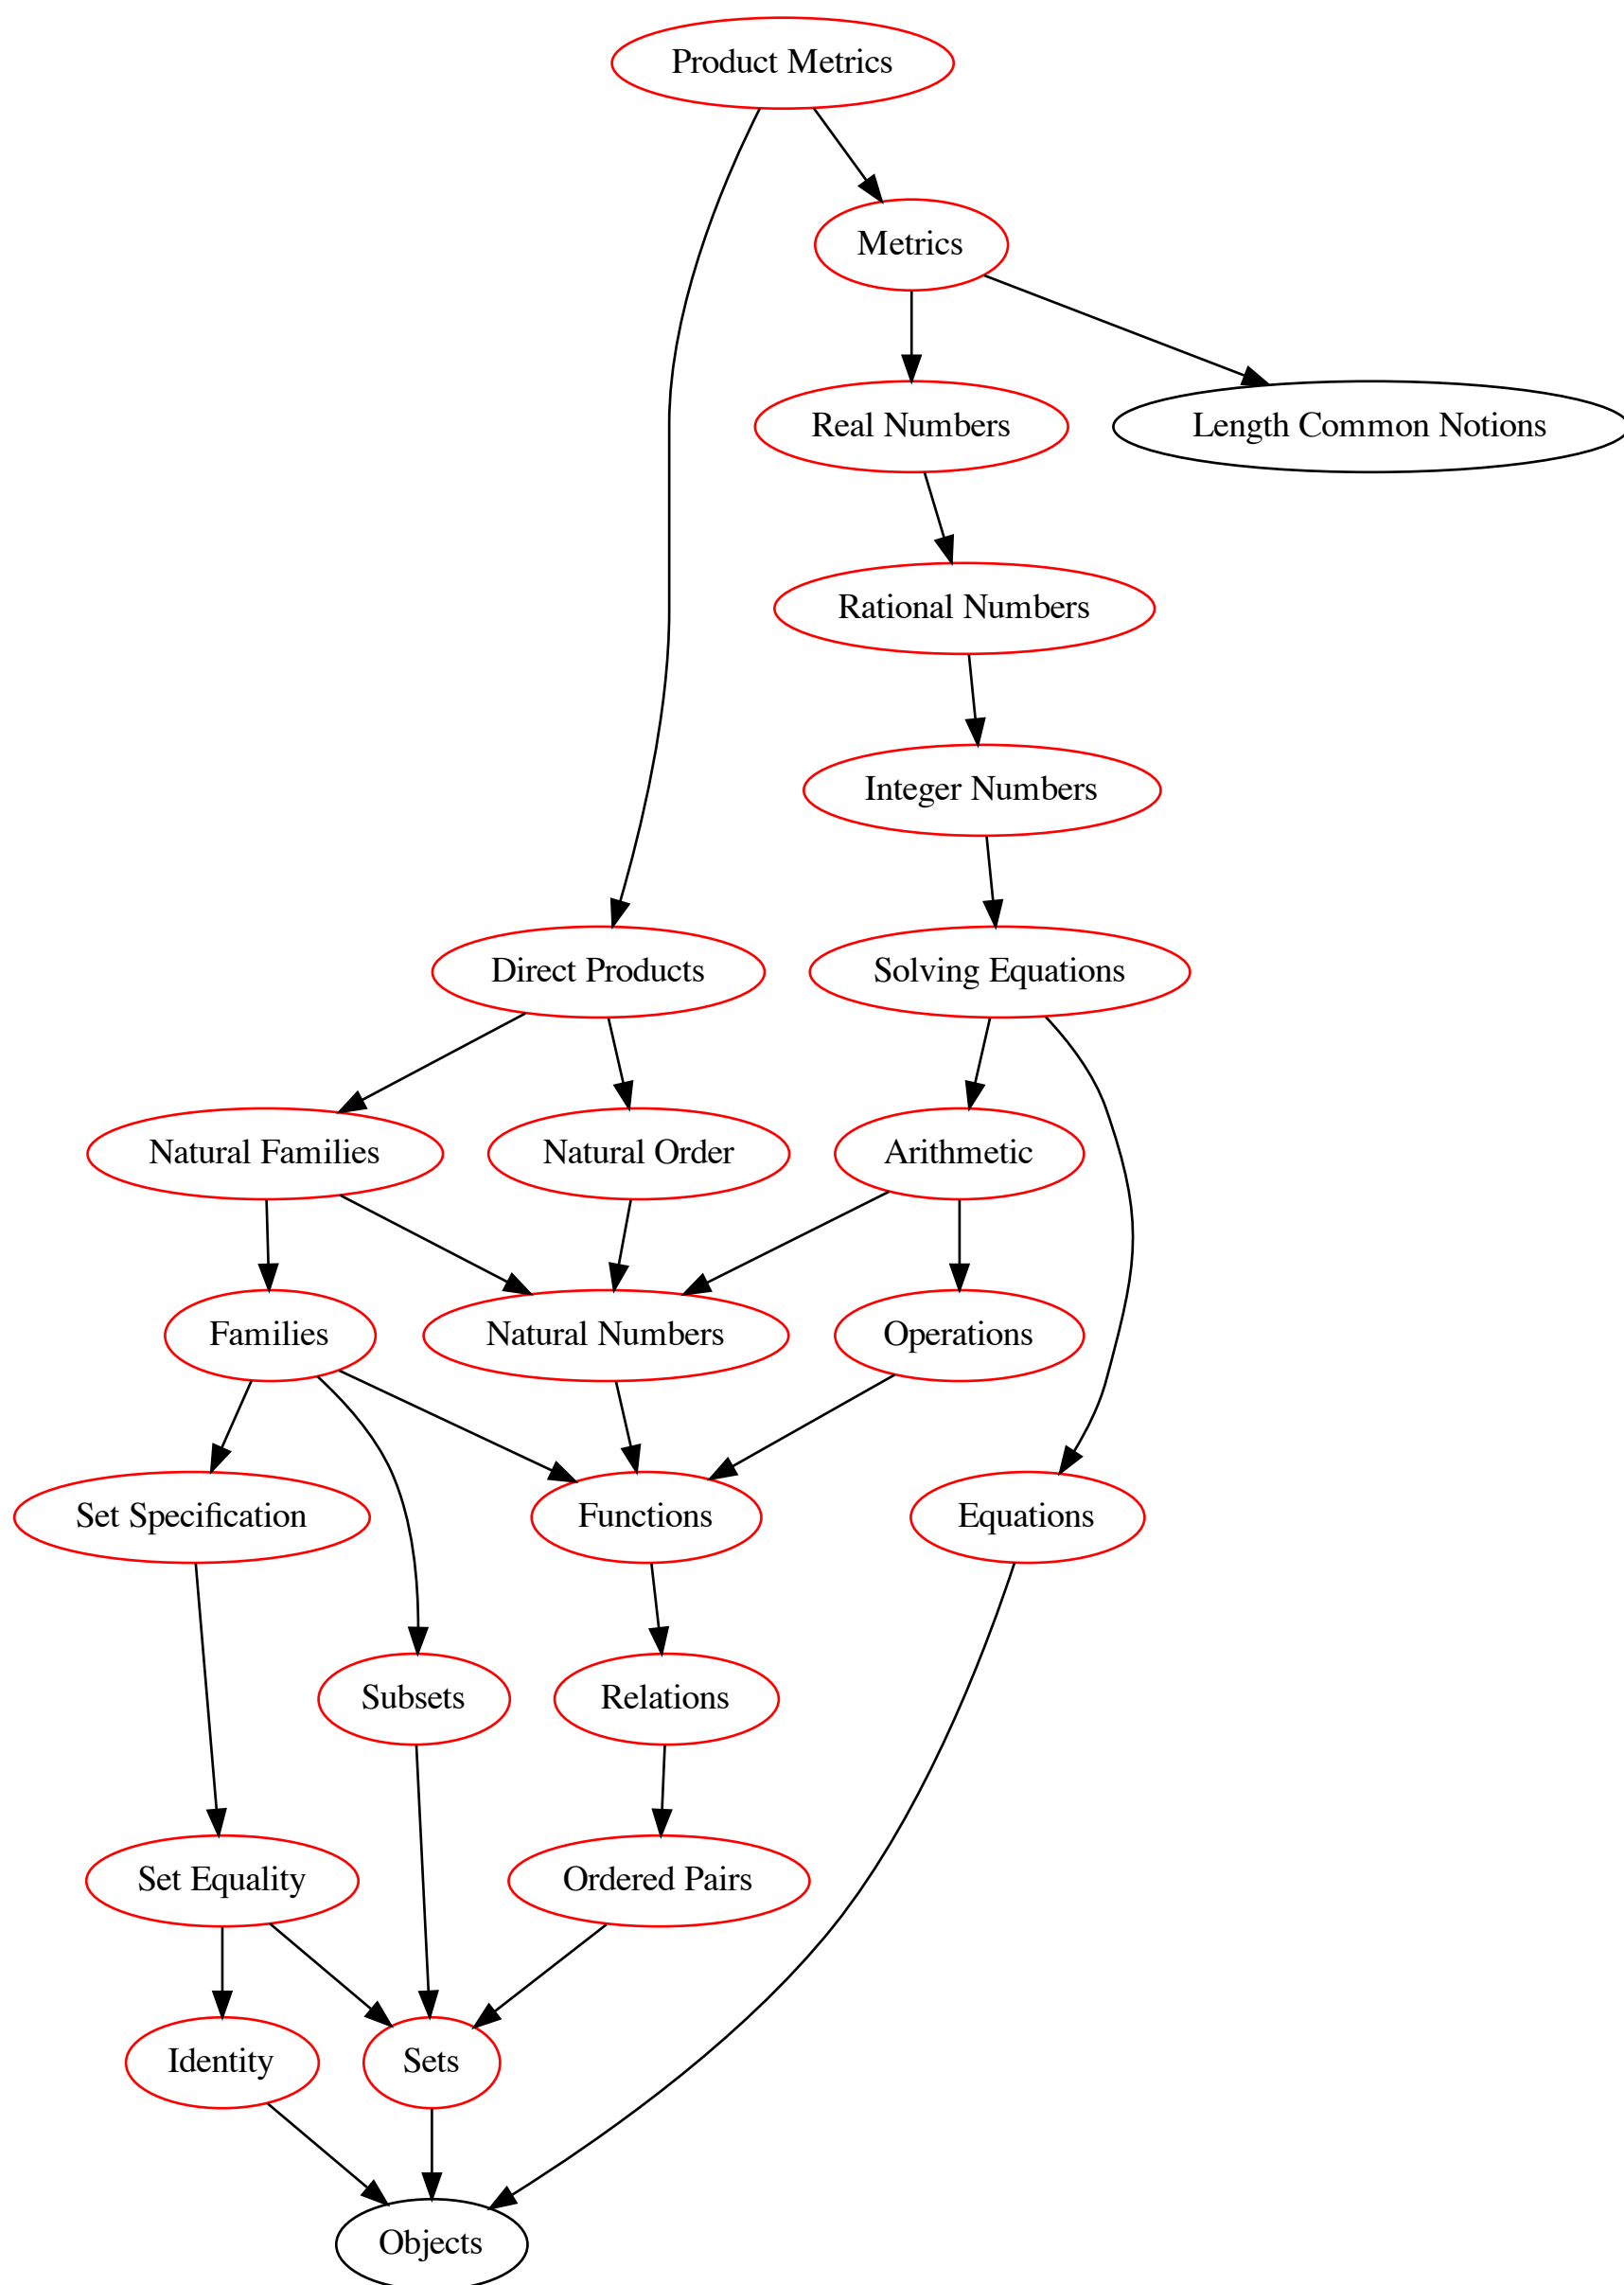 Product Metrics
Metrics
Real Numbers
Length Common Notions
Rational Numbers
Integer Numbers
Direct Products
Solving Equations
Natural Families
Natural Order
Arithmetic
Families
Natural Numbers
Operations
Set Specification
Functions
Equations
Subsets
Relations
Set Equality
Ordered Pairs
Identity
Sets
Objects